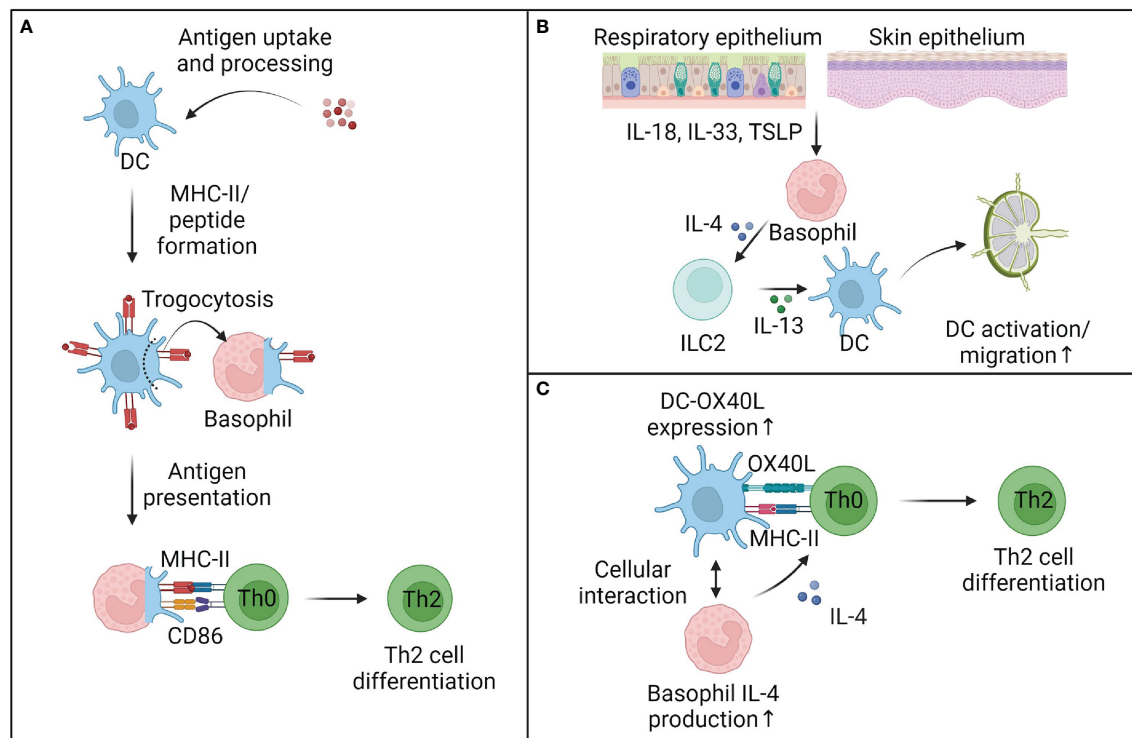 A
Antigen uptake
and processing
DC
MHC-II/
peptide
formation
Trogocytosis
Basophil
Antigen
presentation
MHC-II
Th0
Th2
CD86
Th2 cell
differentiation
B
Respiratory epithelium
Skin epithelium
IL-18, IL-33, TSLP
IL-4
Basophil
ILC2
IL-13
DC
DC activation/
migration↑
C
DC-OX40L
expression↑
OX40L
Th0
Th2
MHC-II
Th2 cell
differentiation
Cellular
interaction
IL-4
Basophil IL-4
production↑